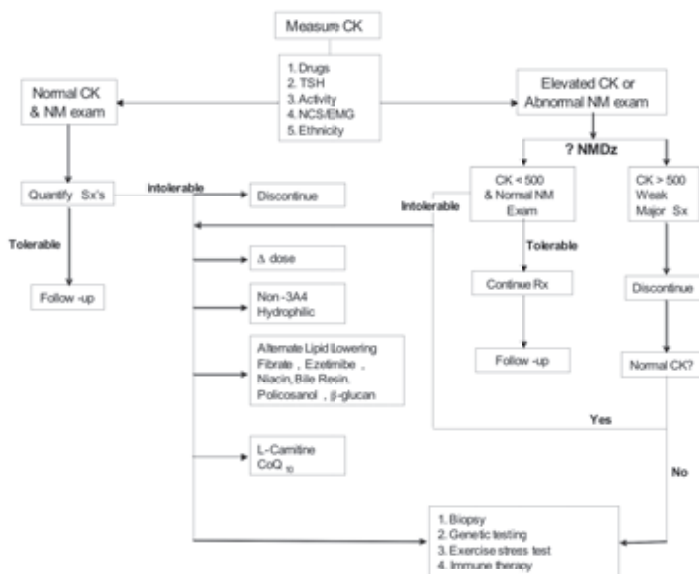 Measure CK
1. Drugs
2. TSH
3. Activity
4. NCS/EMG
5. Ethnicity
Normal CK
& NM exam
Elevated CK or
Abnormal NM exam
? NMDz
Quantify Sx's
Intolerable
Discontinue
CK < 500
& Normal NM
Exam
CK > 500
Weak
Major Sx
Intolerable
Tolerable
Tolerable
Δ dose
Continue Rx
Discontinue
Follow -up
Non -3A4
Hydrophilic
Alternate Lipid Lowering
Fibrate , Ezetimibe ,
Niacin, Bile Resin,
Policosanol , β-glucan
Follow -up
Normal CK?
Yes
L-Carnitine
CoQ 10
No
1. Biopsy
2. Genetic testing
3. Exercise stress test
4. Immune therapy